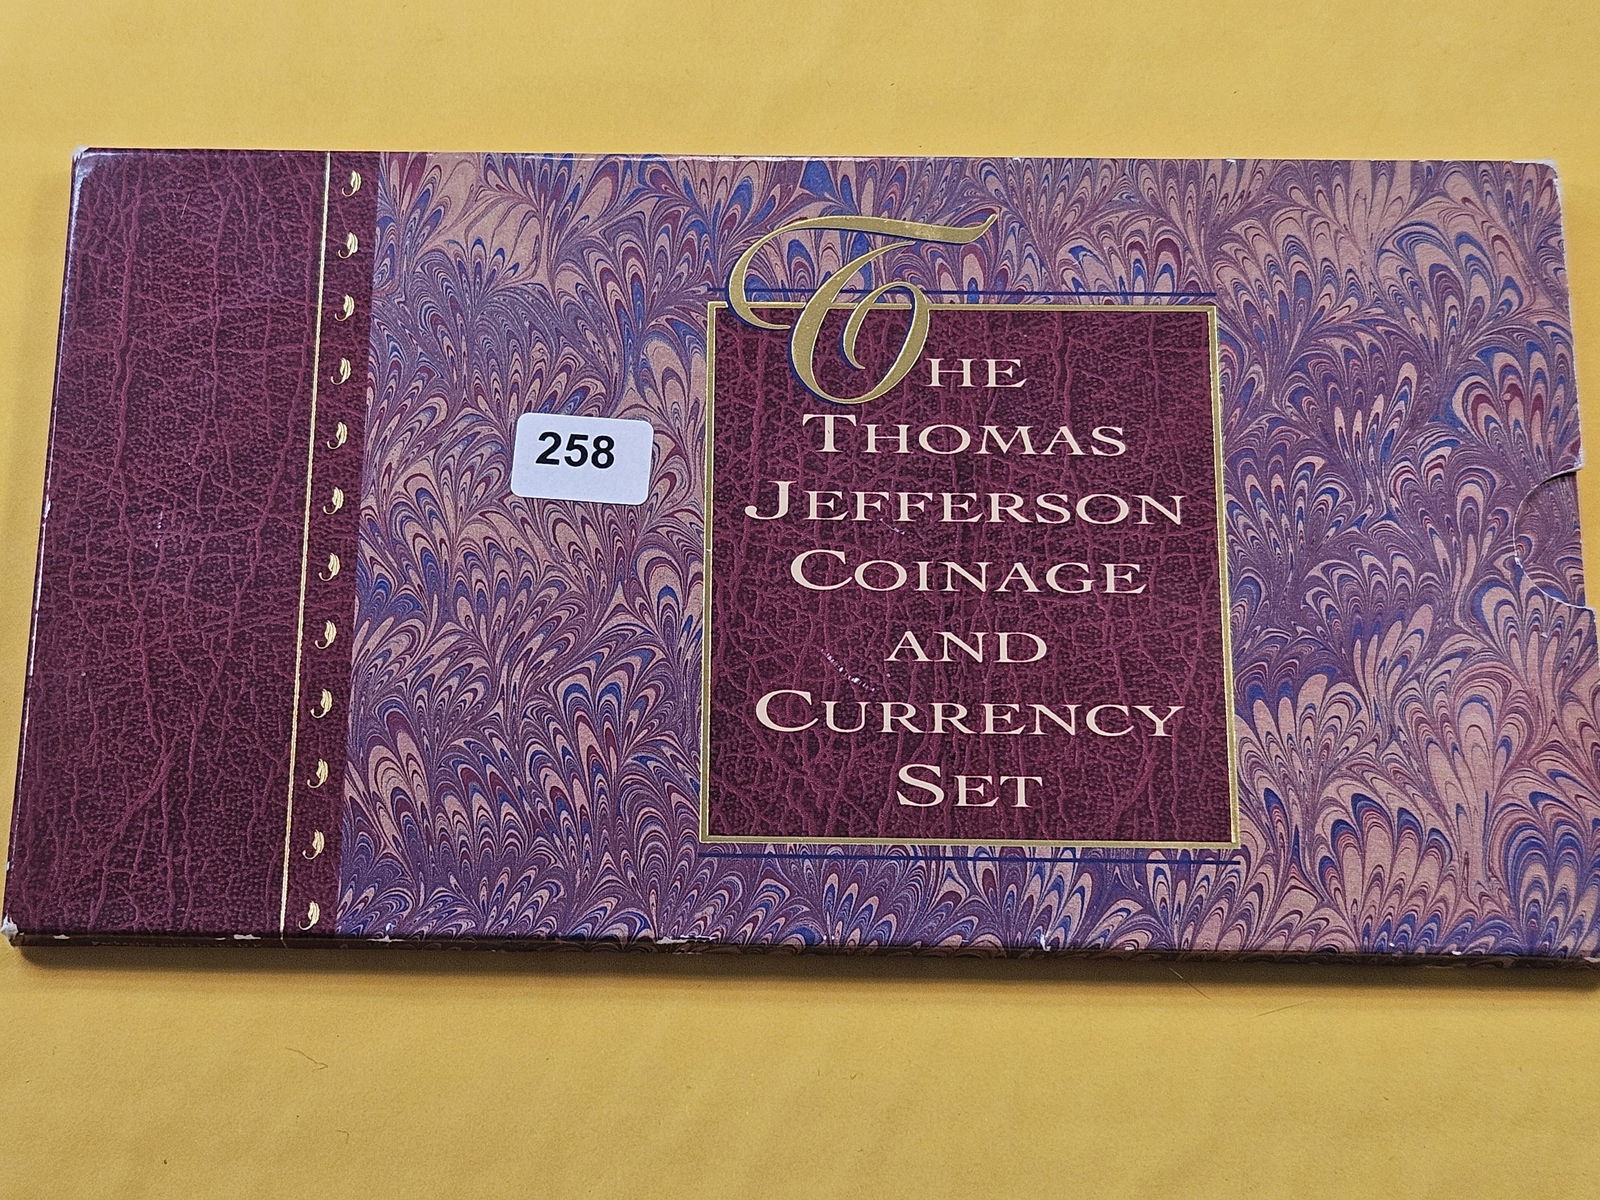 258
THE
THOMAS
JEFFERSON
COINAGE
AND
CURRENCY
SET